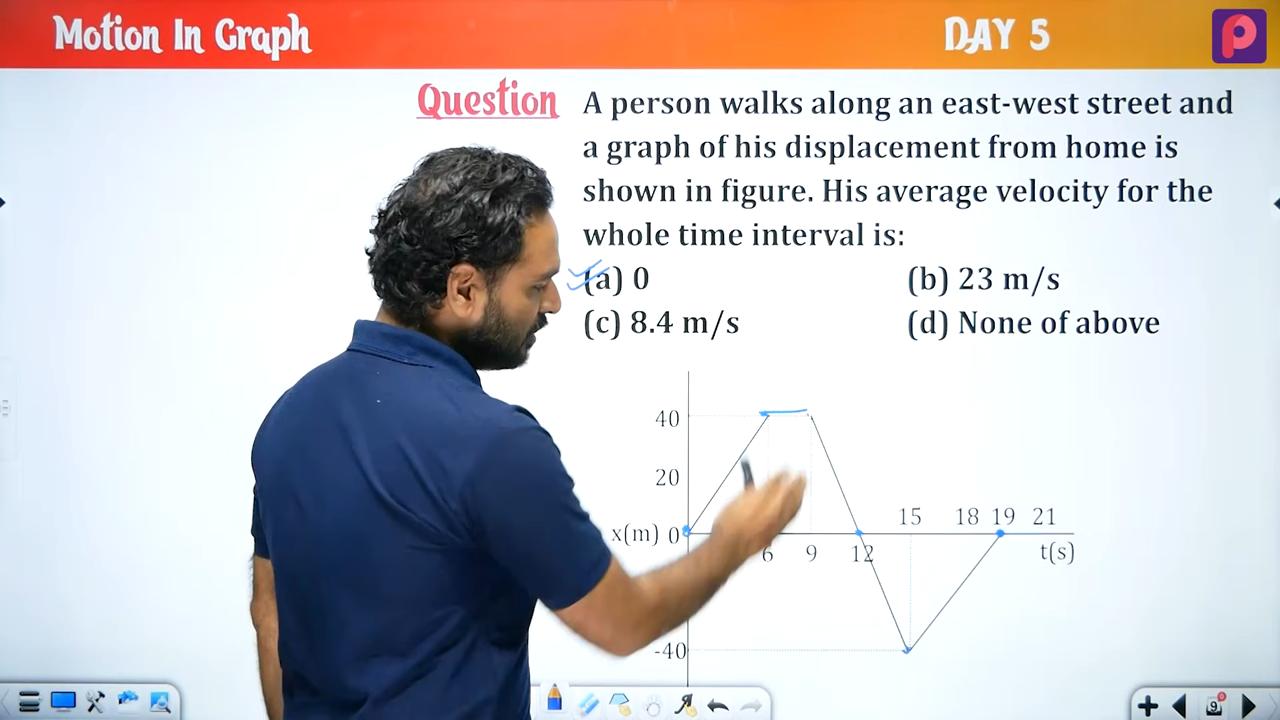 Motion In Graph
DAY 5
Question
A person walks along an east-west street and
a graph of his displacement from home is
shown in figure. His average velocity for the
whole time interval is:
(a) 0
(b) 23 m/s
(c) 8.4 m/s
(d) None of above
40
20
x(m) 0
-40
6
9
12
15
18
19
21
t(s)
9